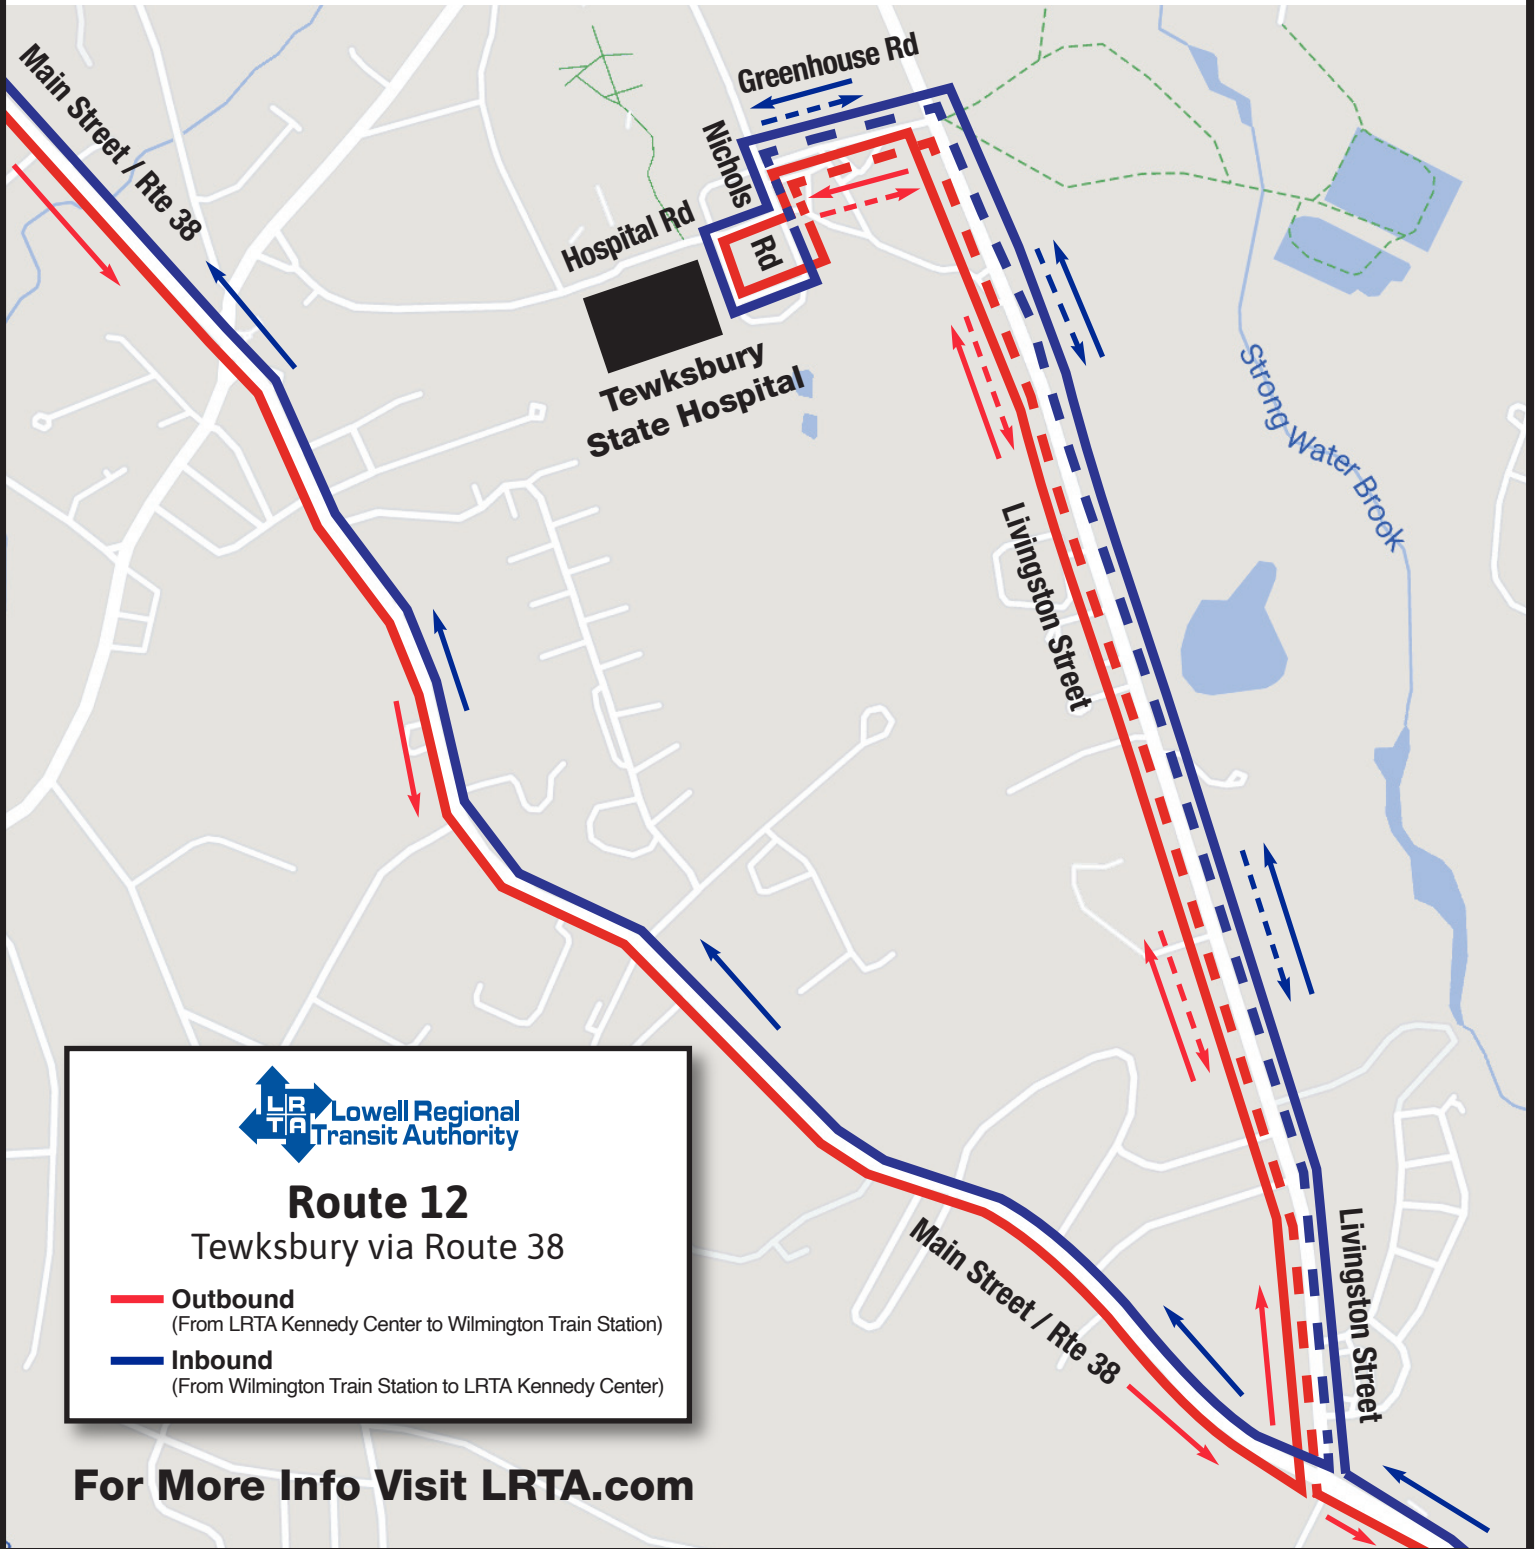 Main Street / Rte 38
Greenhouse Rd
Nichols
Rd
Hospital Rd
Tewksbury
State Hospital
Strong Water Brook
Livingston Street
Main Street / Rte 38
Livingston Street
LR
TA
Lowell Regional
Transit Authority
Route 12
Tewksbury via Route 38
Outbound
(From LRTA Kennedy Center to Wilmington Train Station)
Inbound
(From Wilmington Train Station to LRTA Kennedy Center)
For More Info Visit LRTA.com